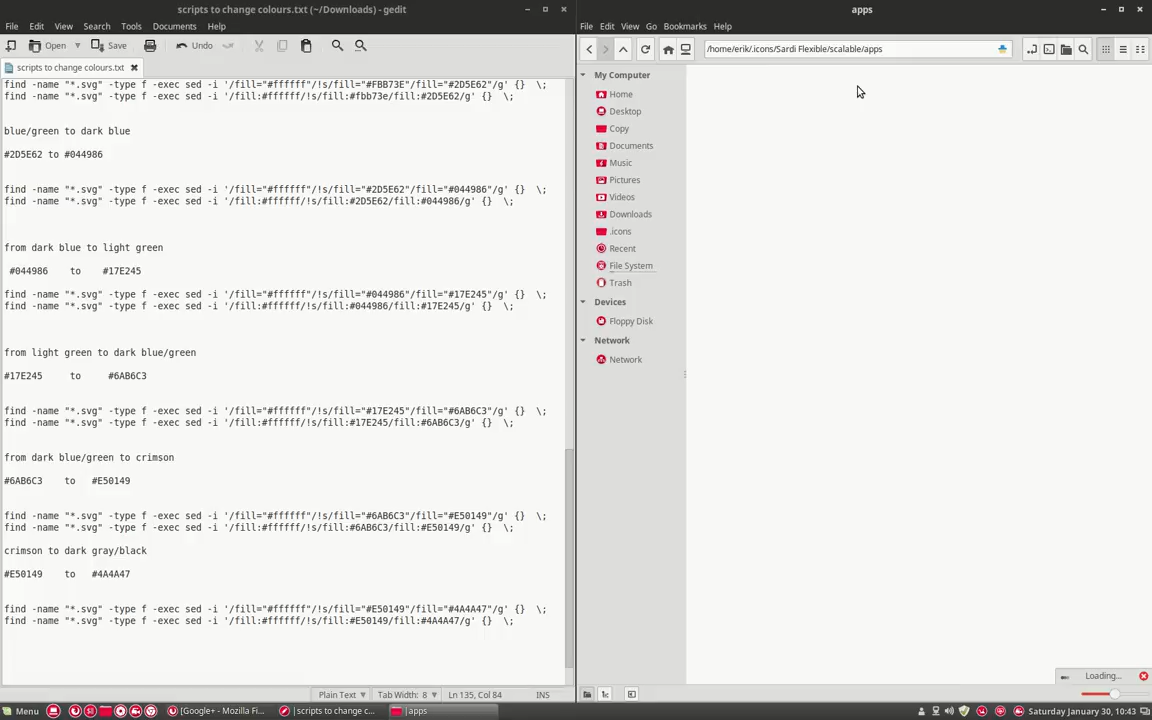 scripts to change colours.txt (~/Downloads) - gedit
File Edit View Search Tools Documents Help
Open Save Undo
scripts to change colours.txt
find -name "*.svg" -type f -exec sed -i '/fill="#ffffff"/!s/fill="#FBB73E"/fill="#2D5E62"/g' {}  \;
find -name "*.svg" -type f -exec sed -i '/fill:#ffffff/!s/fill:#fbb73e/fill:#2D5E62/g' {}  \;
blue/green to dark blue
#2D5E62 to #044986
find -name "*.svg" -type f -exec sed -i '/fill="#ffffff"/!s/fill="#2D5E62"/fill="#044986"/g' {}  \;
find -name "*.svg" -type f -exec sed -i '/fill:#ffffff/!s/fill:#2D5E62/fill:#044986/g' {}  \;
from dark blue to light green
#044986    to    #17E245
find -name "*.svg" -type f -exec sed -i '/fill="#ffffff"/!s/fill="#044986"/fill="#17E245"/g' {}  \;
find -name "*.svg" -type f -exec sed -i '/fill:#ffffff/!s/fill:#044986/fill:#17E245/g' {}  \;
from light green to dark blue/green
#17E245     to     #6AB6C3
find -name "*.svg" -type f -exec sed -i '/fill="#ffffff"/!s/fill="#17E245"/fill="#6AB6C3"/g' {}  \;
find -name "*.svg" -type f -exec sed -i '/fill:#ffffff/!s/fill:#17E245/fill:#6AB6C3/g' {}  \;
from dark blue/green to crimson
#6AB6C3    to   #E50149
find -name "*.svg" -type f -exec sed -i '/fill="#ffffff"/!s/fill="#6AB6C3"/fill="#E50149"/g' {}  \;
find -name "*.svg" -type f -exec sed -i '/fill:#ffffff/!s/fill:#6AB6C3/fill:#E50149/g' {}  \;
crimson to dark gray/black
#E50149    to   #4A4A47
find -name "*.svg" -type f -exec sed -i '/fill="#ffffff"/!s/fill="#E50149"/fill="#4A4A47"/g' {}  \;
find -name "*.svg" -type f -exec sed -i '/fill:#ffffff/!s/fill:#E50149/fill:#4A4A47/g' {}  \;
Plain Text Tab Width: 8 Ln 135, Col 84 INS
apps
File Edit View Go Bookmarks Help
/home/erik/.icons/Sardi Flexible/scalable/apps
My Computer
Home
Desktop
Copy
Documents
Music
Pictures
Videos
Downloads
.icons
Recent
File System
Trash
Devices
Floppy Disk
Network
Network
Loading...
Menu [Google+ - Mozilla Fi... [scripts to change c... apps Saturday January 30, 10:43